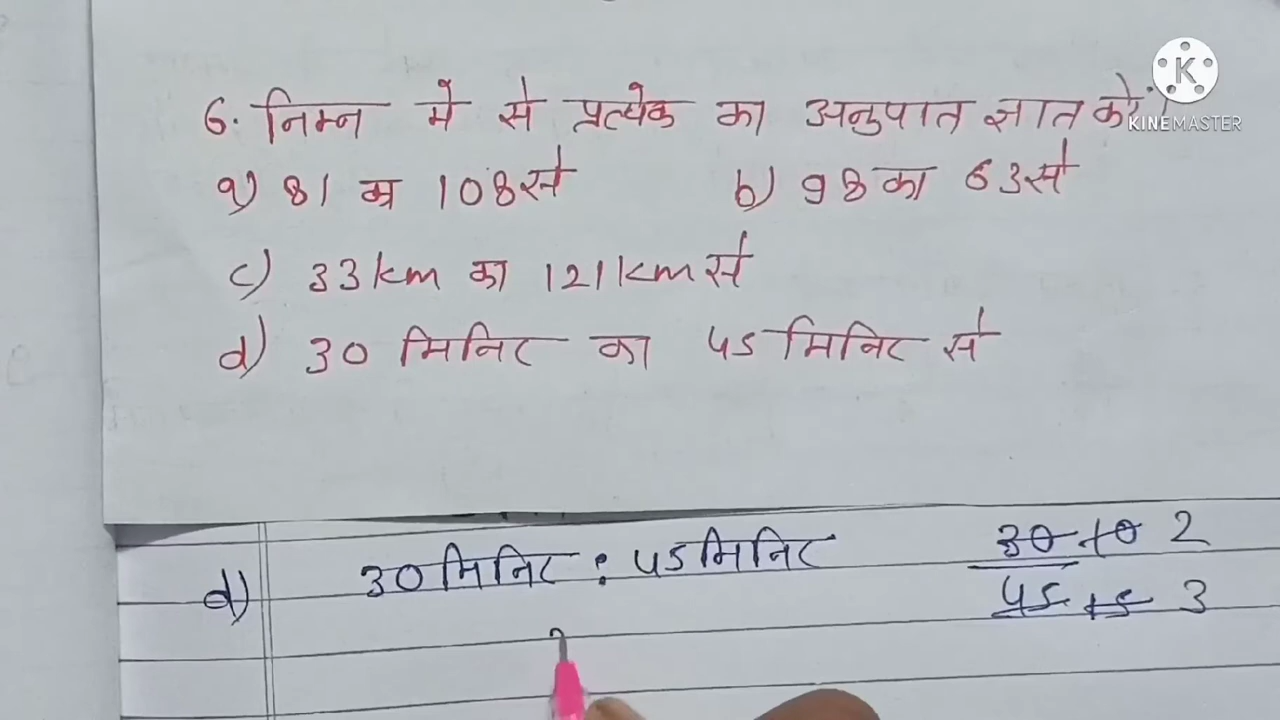 6. निम्न में से प्रत्येक का अनुपात ज्ञात करें।
KINEMASTER
a) 81 का 108 से b) 98 का 63 से
c) 33 km का 121 km से
d) 30 मिनिट का 45 मिनिट से
d) 30 मिनिट : 45 मिनिट 30 10 2
45 15 3